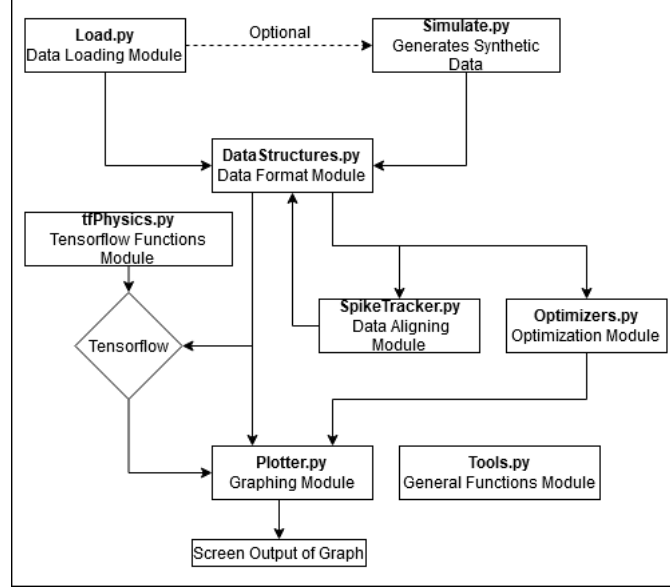 Load.py
Data Loading Module
Optional
Simulate.py
Generates Synthetic
Data
DataStructures.py
Data Format Module
tfPhysics.py
Tensorflow Functions
Module
SpikeTracker.py
Data Aligning
Module
Optimizers.py
Optimization Module
Tensorflow
Plotter.py
Graphing Module
Tools.py
General Functions Module
Screen Output of Graph